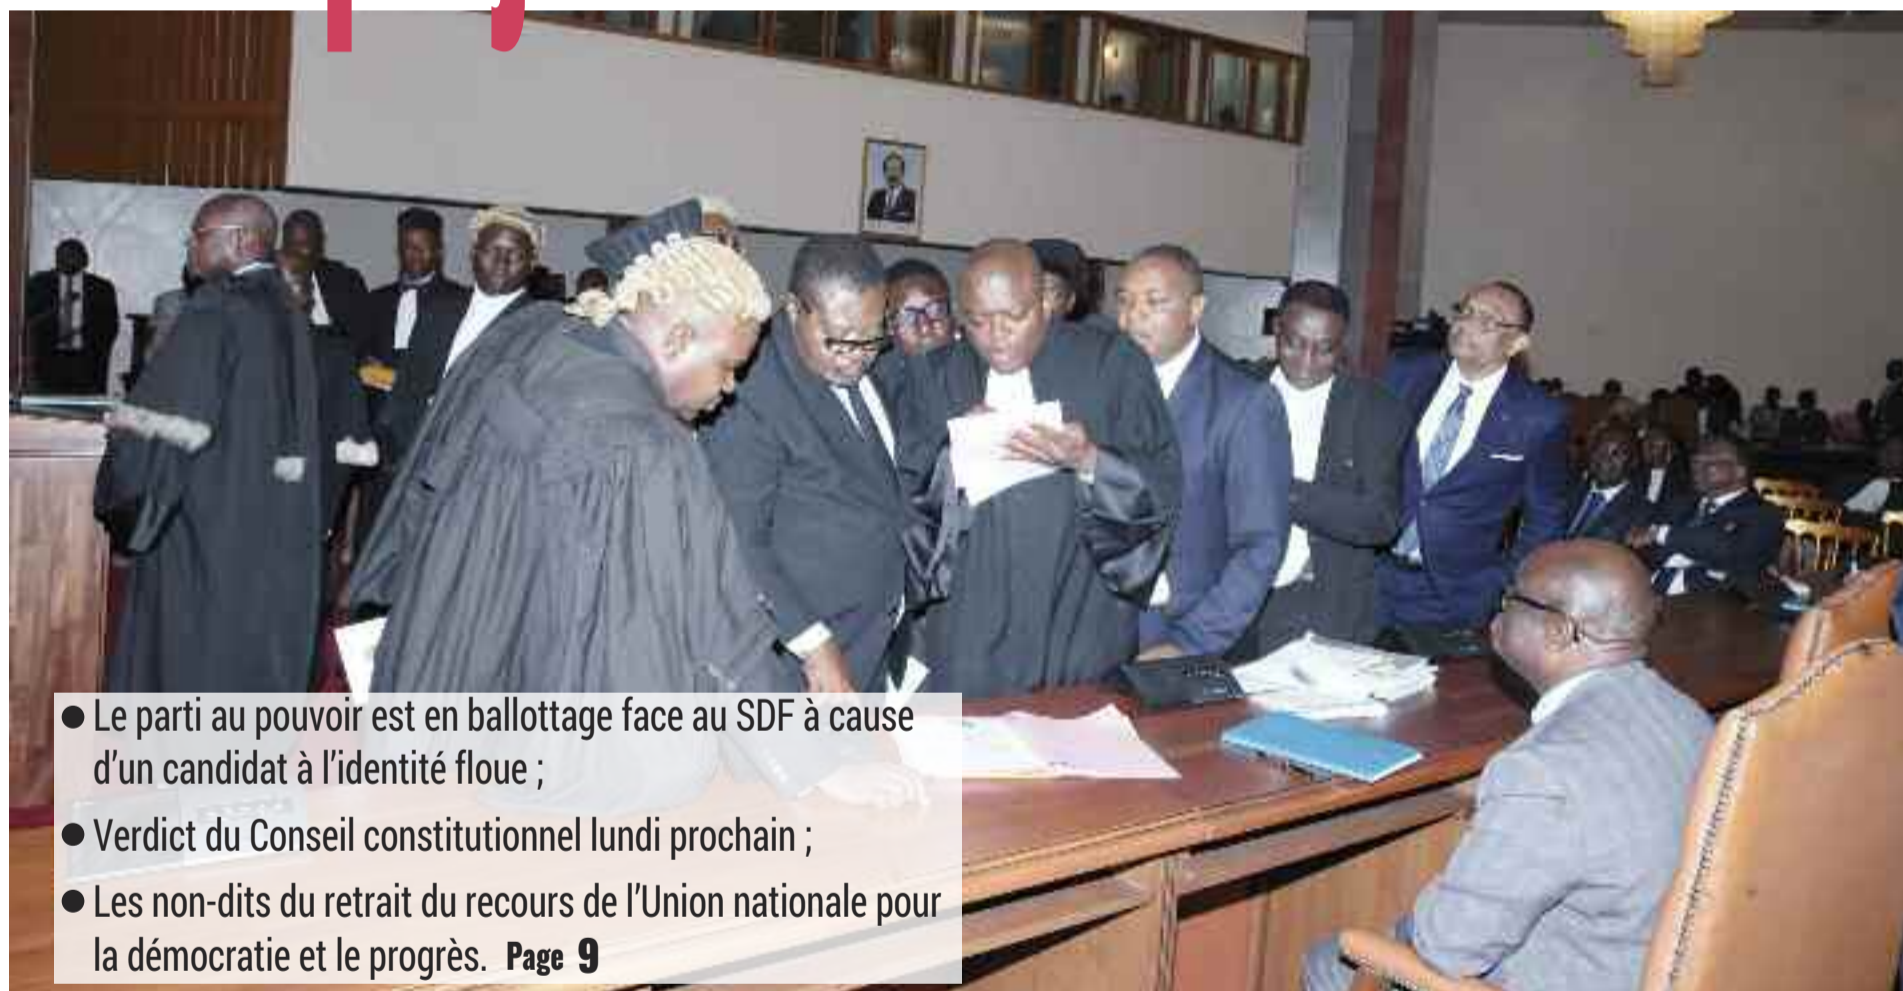 ● Le parti au pouvoir est en ballottage face au SDF à cause
d'un candidat à l'identité floue ;
● Verdict du Conseil constitutionnel lundi prochain ;
● Les non-dits du retrait du recours de l'Union nationale pour
la démocratie et le progrès. Page 9